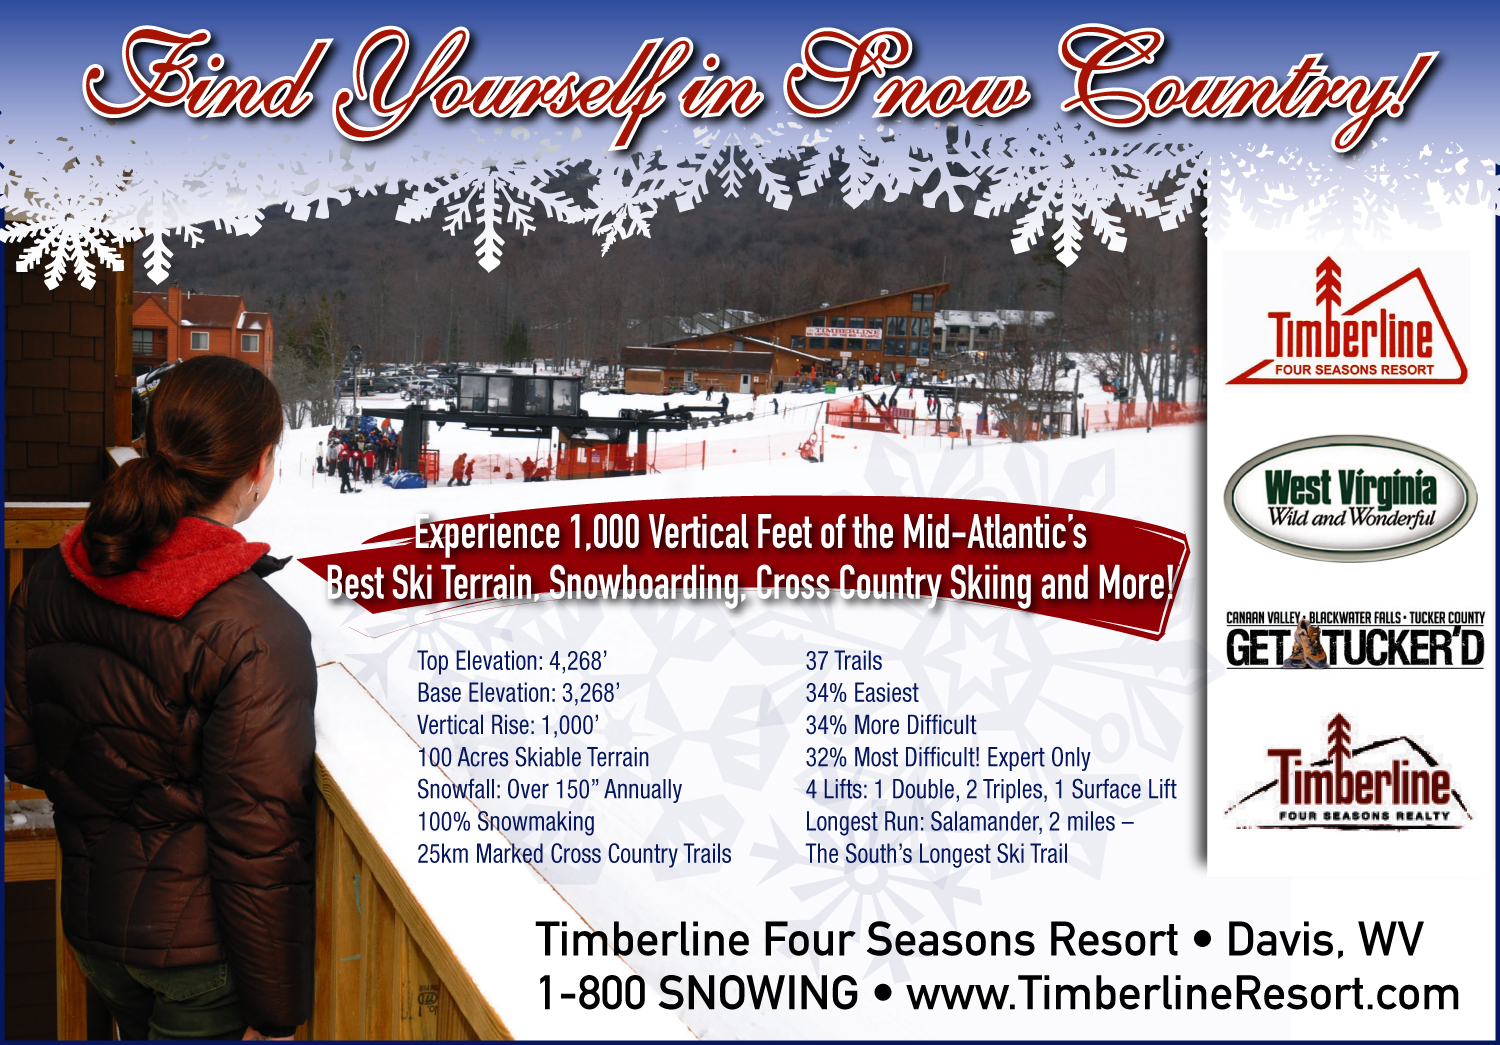 Find Yourself in Snow Country!
TIMBERLINE
Timberline
FOUR SEASONS RESORT
West Virginia
Wild and Wonderful
CANAAN VALLEY • BLACKWATER FALLS • TUCKER COUNTY
GET TUCKER'D
Timberline
FOUR SEASONS REALTY
Experience 1,000 Vertical Feet of the Mid-Atlantic's
Best Ski Terrain, Snowboarding, Cross Country Skiing and More!
Top Elevation: 4,268’
Base Elevation: 3,268’
Vertical Rise: 1,000’
100 Acres Skiable Terrain
Snowfall: Over 150” Annually
100% Snowmaking
25km Marked Cross Country Trails
37 Trails
34% Easiest
34% More Difficult
32% Most Difficult! Expert Only
4 Lifts: 1 Double, 2 Triples, 1 Surface Lift
Longest Run: Salamander, 2 miles –
The South’s Longest Ski Trail
Timberline Four Seasons Resort • Davis, WV
1-800 SNOWING • www.TimberlineResort.com